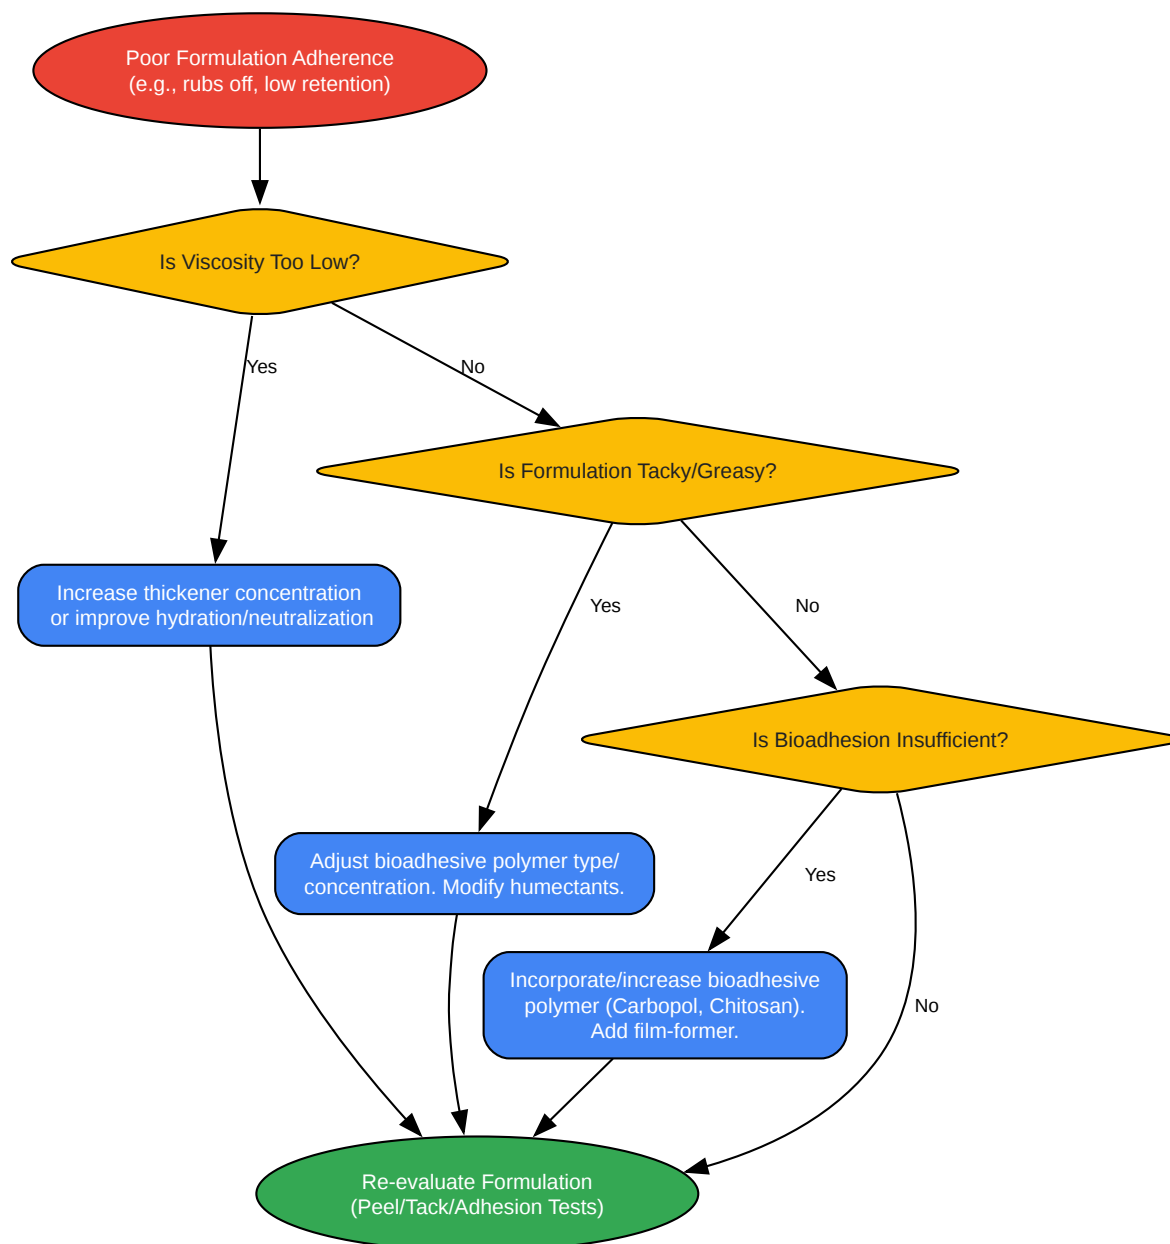 Poor Formulation Adherence
(e.g., rubs off, low retention)
Is Viscosity Too Low?
Yes
No
Is Formulation Tacky/Greasy?
Increase thickener concentration
or improve hydration/neutralization
Yes
No
Is Bioadhesion Insufficient?
Adjust bioadhesive polymer type/
concentration. Modify humectants.
Yes
Incorporate/increase bioadhesive
polymer (Carbopol, Chitosan).
Add film-former.
No
Re-evaluate Formulation
(Peel/Tack/Adhesion Tests)